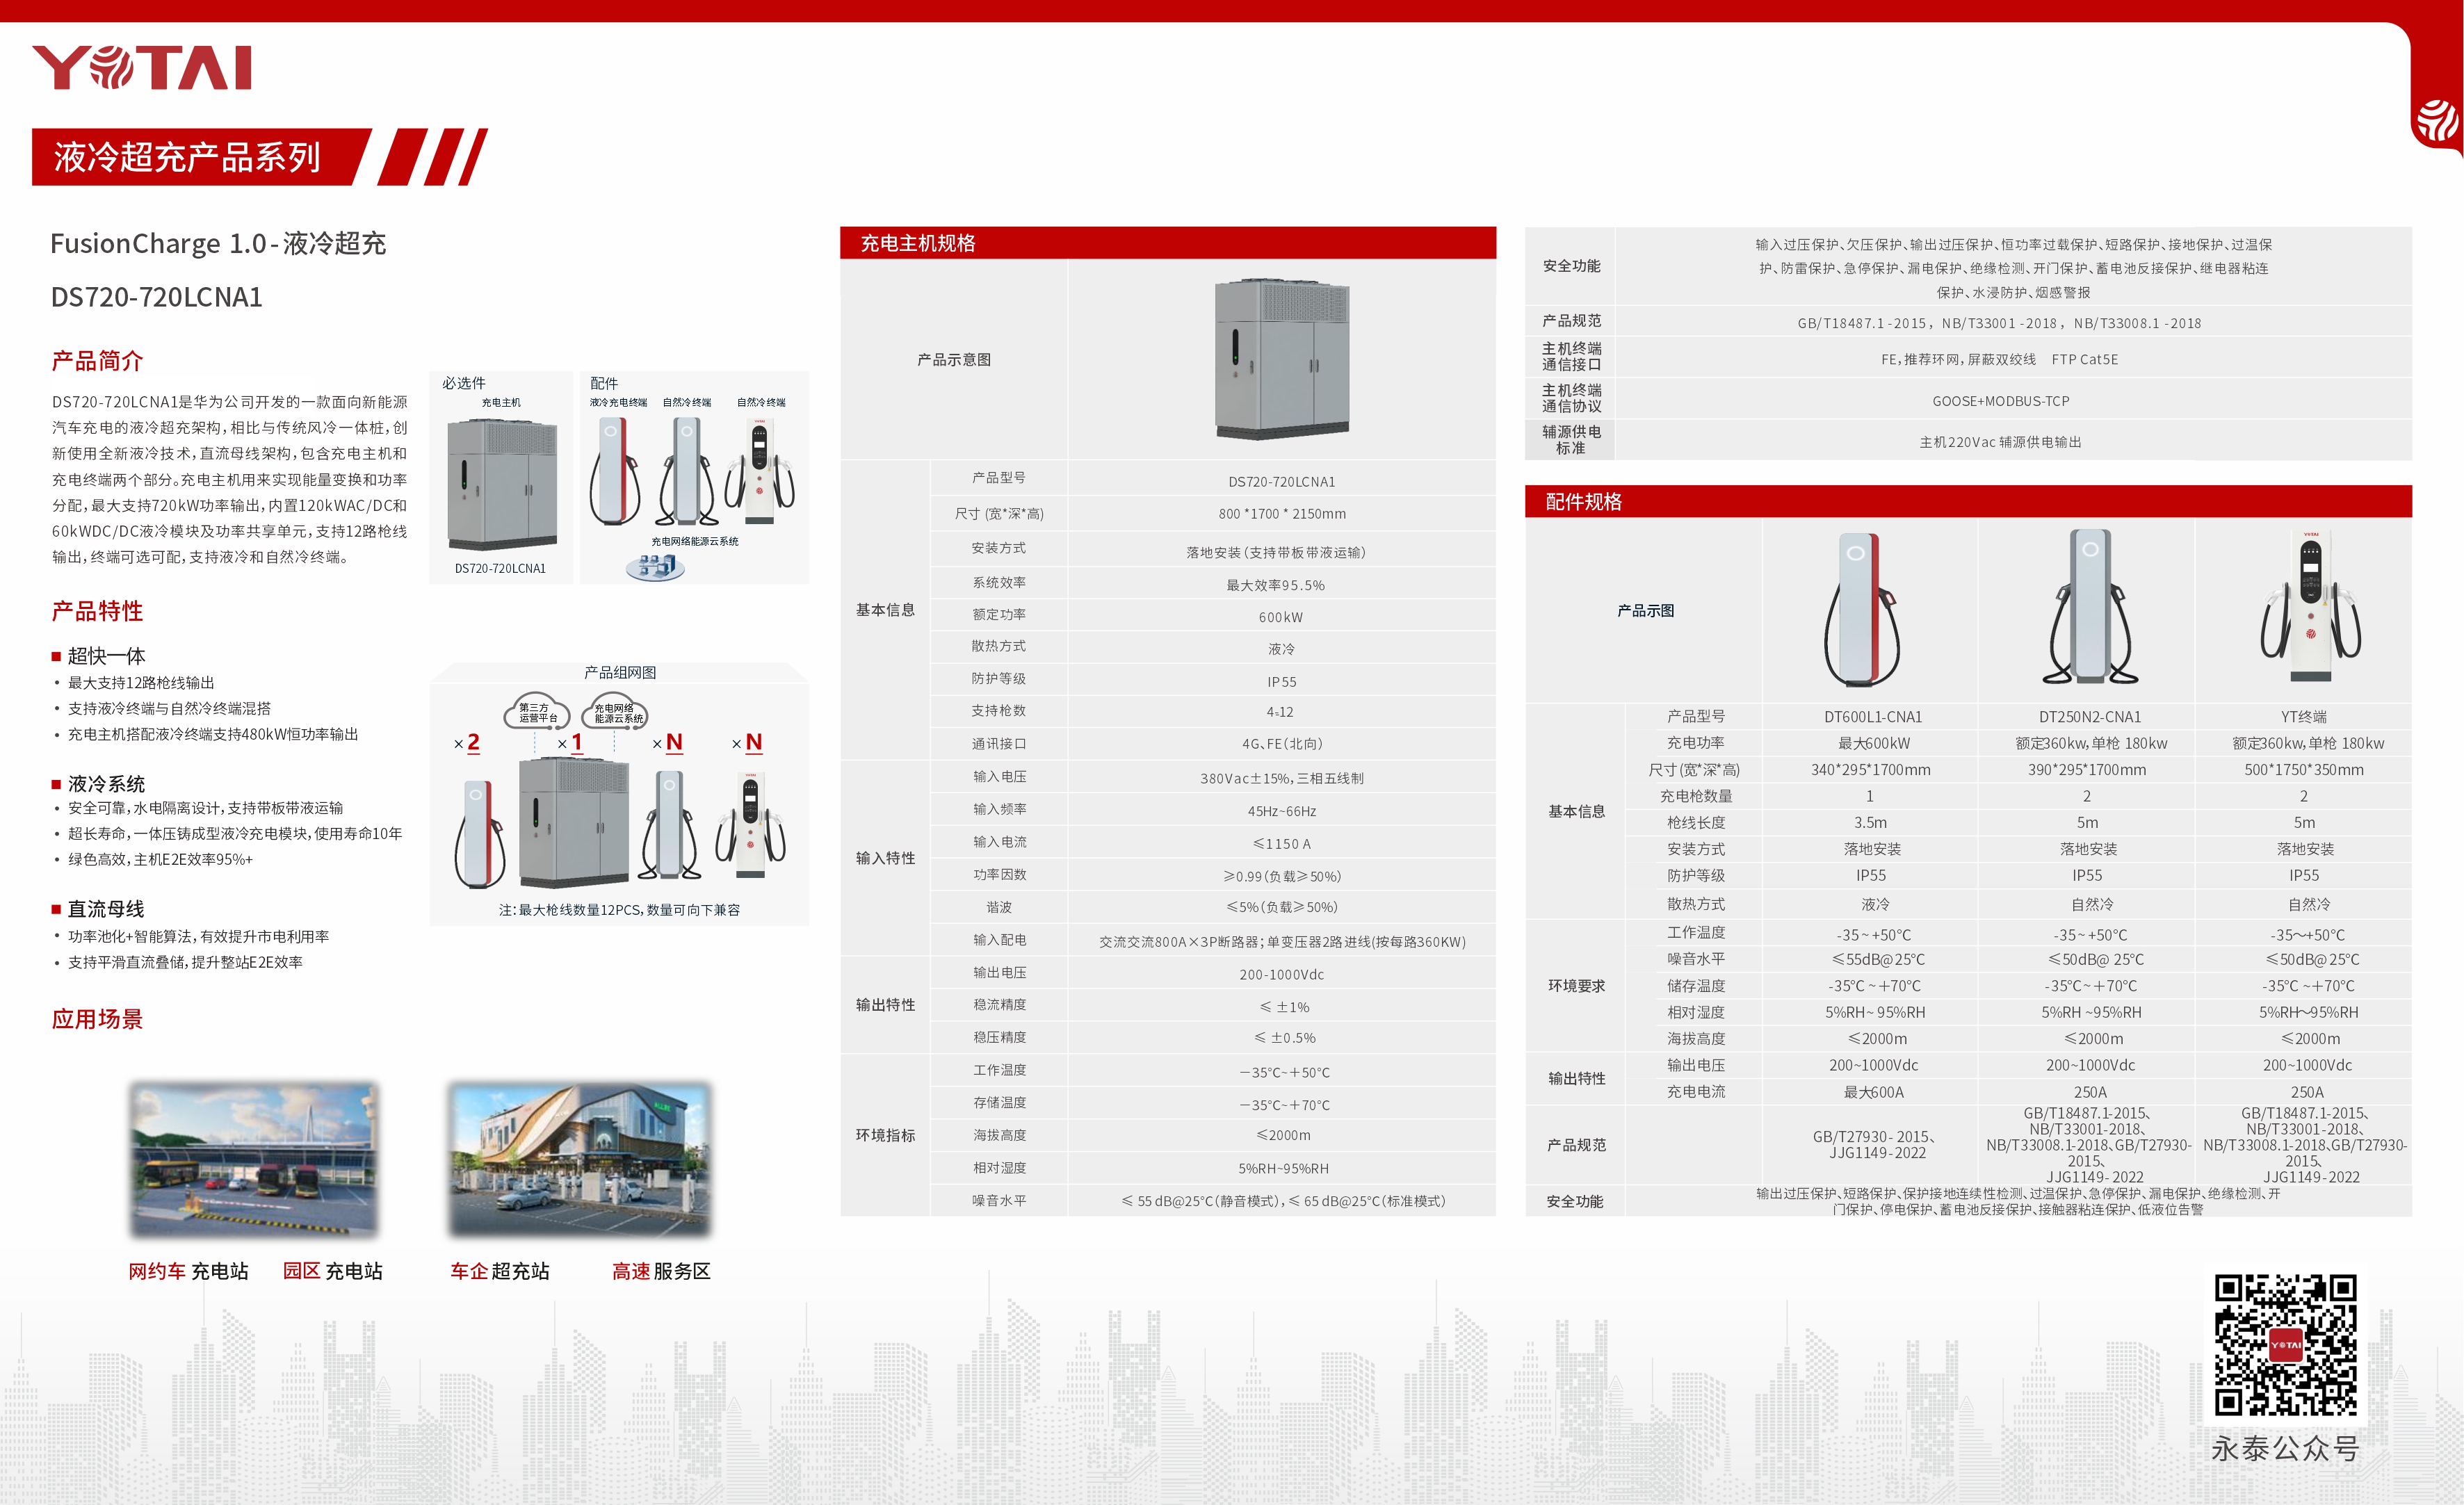 YOTAI
液冷超充产品系列
FusionCharge 1.0-液冷超充
DS720-720LCNA1
产品简介
DS720-720LCNA1是华为公司开发的一款面向新能源
汽车充电的液冷超充架构,相比与传统风冷一体桩,创
新使用全新液冷技术,直流母线架构,包含充电主机和
充电终端两个部分。充电主机用来实现能量变换和功率
分配,最大支持720kW功率输出,内置120kWAC/DC和
60kWDC/DC液冷模块及功率共享单元,支持12路枪线
输出,终端可选可配,支持液冷和自然冷终端。
必选件
充电主机
DS720-720LCNA1
配件
液冷充电终端 自然冷终端 自然冷终端
YOTAI
充电网络能源云系统
产品特性
超快一体
• 最大支持12路枪线输出
• 支持液冷终端与自然冷终端混搭
• 充电主机搭配液冷终端支持480kW恒功率输出
液冷系统
• 安全可靠,水电隔离设计,支持带板带液运输
• 超长寿命,一体压铸成型液冷充电模块,使用寿命10年
• 绿色高效,主机E2E效率95%+
直流母线
• 功率池化+智能算法,有效提升市电利用率
• 支持平滑直流叠储,提升整站E2E效率
产品组网图
第三方
运营平台
充电网络
能源云系统
×2 ×1 ×N ×N
YOTAI
注:最大枪线数量12PCS,数量可向下兼容
应用场景
网约车 充电站 园区 充电站 车企 超充站 高速 服务区
充电主机规格
产品示意图
基本信息
产品型号 DS720-720LCNA1
尺寸 (宽*深*高) 800 *1700 * 2150mm
安装方式 落地安装(支持带板带液运输)
系统效率 最大效率95.5%
额定功率 600kW
散热方式 液冷
防护等级 IP55
支持枪数 4-12
通讯接口 4G、FE(北向)
输入特性
输入电压 380Vac±15%,三相五线制
输入频率 45Hz~66Hz
输入电流 ≤1150 A
功率因数 ≥0.99(负载≥50%)
谐波 ≤5%(负载≥50%)
输入配电 交流交流800A×3P断路器;单变压器2路进线(按每路360KW)
输出特性
输出电压 200-1000Vdc
稳流精度 ≤ ±1%
稳压精度 ≤ ±0.5%
环境指标
工作温度 －35℃~＋50℃
存储温度 －35℃~＋70℃
海拔高度 ≤2000m
相对湿度 5%RH~95%RH
噪音水平 ≤ 55 dB@25℃(静音模式),≤ 65 dB@25℃(标准模式)
安全功能
输入过压保护、欠压保护、输出过压保护、恒功率过载保护、短路保护、接地保护、过温保
护、防雷保护、急停保护、漏电保护、绝缘检测、开门保护、蓄电池反接保护、继电器粘连
保护、水浸防护、烟感警报
产品规范 GB/T18487.1 -2015, NB/T33001 -2018, NB/T33008.1 -2018
主机终端
通信接口
FE,推荐环网,屏蔽双绞线 FTP Cat5E
主机终端
通信协议
GOOSE+MODBUS-TCP
辅源供电
标准
主机220Vac 辅源供电输出
配件规格
产品示图
YOTAI
基本信息
产品型号 DT600L1-CNA1 DT250N2-CNA1 YT终端
充电功率 最大600kW 额定360kw,单枪 180kw 额定360kw,单枪 180kw
尺寸(宽*深*高) 340*295*1700mm 390*295*1700mm 500*1750*350mm
充电枪数量 1 2 2
枪线长度 3.5m 5m 5m
安装方式 落地安装 落地安装 落地安装
防护等级 IP55 IP55 IP55
散热方式 液冷 自然冷 自然冷
环境要求
工作温度 -35 ~ +50℃ -35 ~ +50℃ -35～+50℃
噪音水平 ≤55dB@25℃ ≤50dB@ 25℃ ≤50dB@25℃
储存温度 -35℃ ~＋70℃ -35℃~＋70℃ -35℃ ~＋70℃
相对湿度 5%RH~ 95%RH 5%RH ~95%RH 5%RH～95%RH
海拔高度 ≤2000m ≤2000m ≤2000m
输出特性
输出电压 200~1000Vdc 200~1000Vdc 200~1000Vdc
充电电流 最大600A 250A 250A
产品规范
GB/T27930- 2015、
JJG1149-2022
GB/T18487.1-2015、
NB/T33001-2018、
NB/T33008.1-2018、GB/T27930-
2015、
JJG1149- 2022
GB/T18487.1-2015、
NB/T33001-2018、
NB/T33008.1-2018、GB/T27930-
2015、
JJG1149-2022
安全功能
输出过压保护、短路保护、保护接地连续性检测、过温保护、急停保护、漏电保护、绝缘检测、开
门保护、停电保护、蓄电池反接保护、接触器粘连保护、低液位告警
YOTAI
永泰公众号